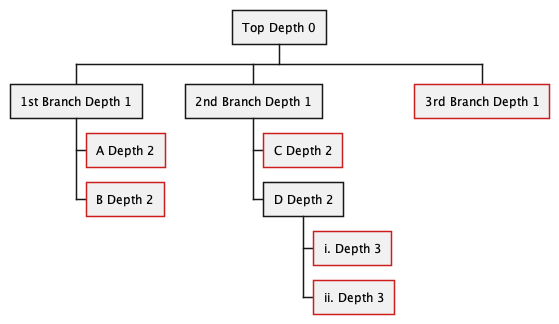 Top Depth 0
1st Branch Depth 1
2nd Branch Depth 1
3rd Branch Depth 1
A Depth 2
B Depth 2
C Depth 2
D Depth 2
i. Depth 3
ii. Depth 3